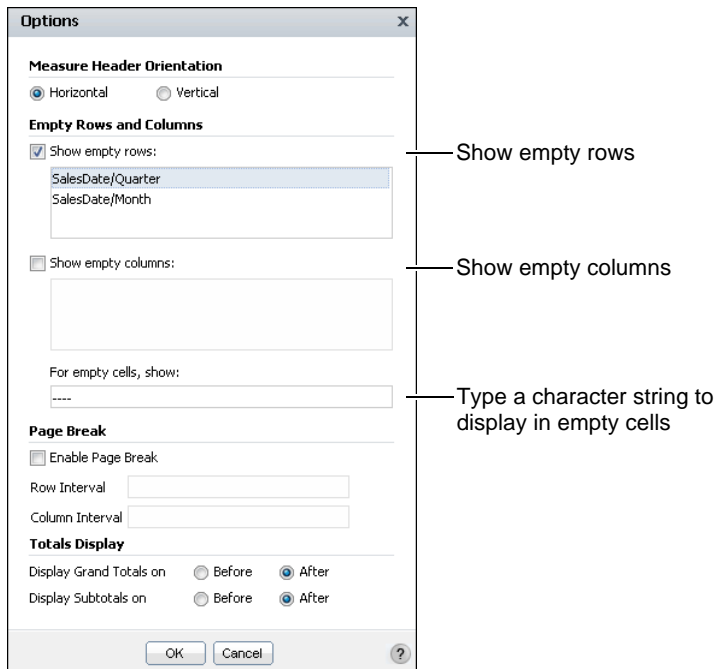 Options x
Measure Header Orientation
Horizontal Vertical
Empty Rows and Columns
Show empty rows:
Show empty rows
SalesDate/Quarter
SalesDate/Month
Show empty columns:
Show empty columns
For empty cells, show:
----
Type a character string to
display in empty cells
Page Break
Enable Page Break
Row Interval
Column Interval
Totals Display
Display Grand Totals on Before After
Display Subtotals on Before After
OK Cancel ?